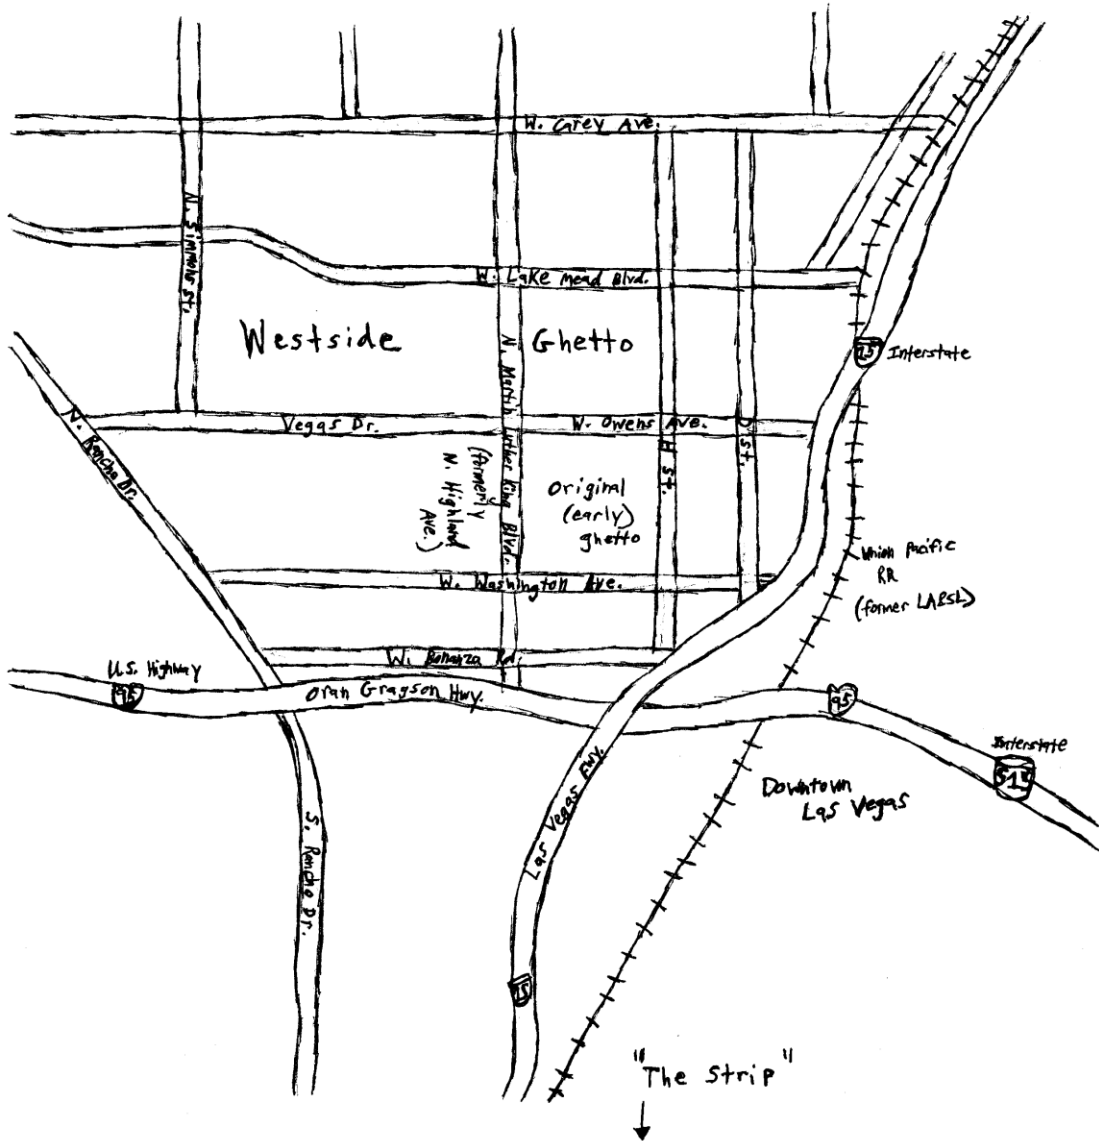 W. Carey Ave.
N. Simmons St.
W. Lake Mead Blvd.
Westside Ghetto
15 Interstate
N. Martin Luther King Blvd.
(formerly
N. Highland
Ave.)
Vegas Dr.
W. Owens Ave.
H St.
D St.
N. Rancho Dr.
Original
(early)
ghetto
Union Pacific
RR
(former LA&SL)
W. Washington Ave.
W. Bonanza Rd.
U.S. Highway
95
Oran Gragson Hwy.
95
Interstate
515
Downtown
Las Vegas
Las Vegas Fwy.
S. Rancho Dr.
15
"The Strip"